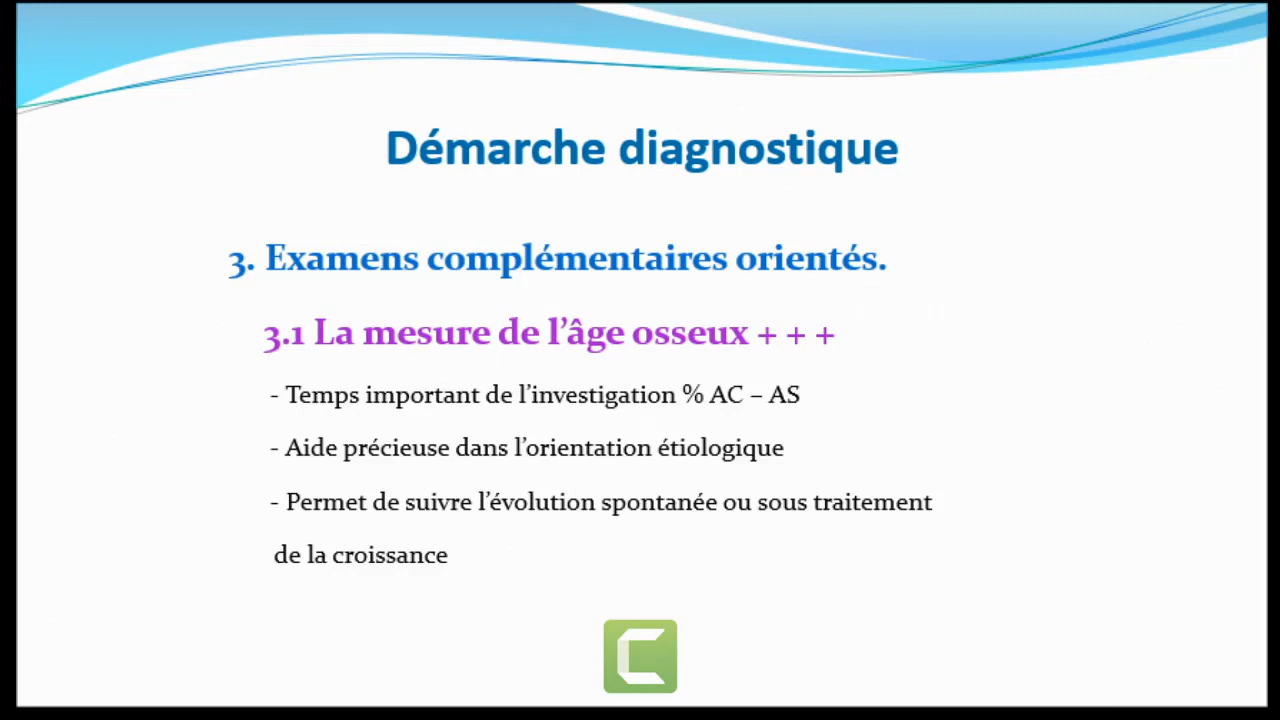 Démarche diagnostique
3. Examens complémentaires orientés.
3.1 La mesure de l’âge osseux + + +
- Temps important de l’investigation % AC – AS
- Aide précieuse dans l’orientation étiologique
- Permet de suivre l’évolution spontanée ou sous traitement
de la croissance